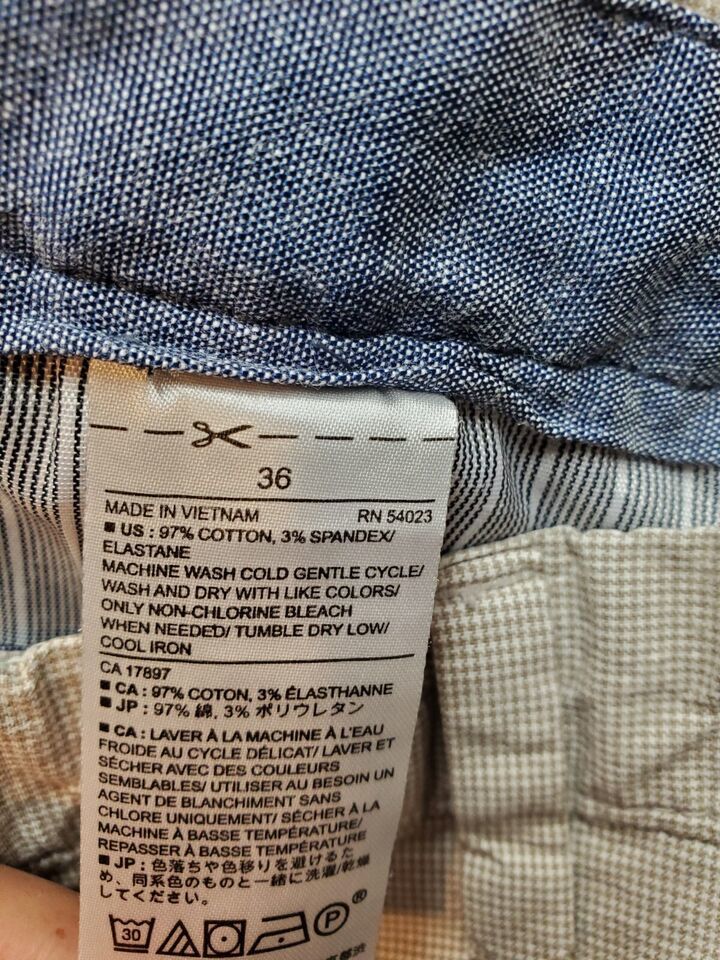 36
MADE IN VIETNAM RN 54023
■ US : 97% COTTON, 3% SPANDEX/
ELASTANE
MACHINE WASH COLD GENTLE CYCLE/
WASH AND DRY WITH LIKE COLORS/
ONLY NON-CHLORINE BLEACH
WHEN NEEDED/ TUMBLE DRY LOW/
COOL IRON
CA 17897
■ CA : 97% COTON, 3% ÉLASTHANNE
■ JP : 97% 綿, 3% ポリウレタン
■ CA : LAVER À LA MACHINE À L'EAU
FROIDE AU CYCLE DÉLICAT/ LAVER ET
SÉCHER AVEC DES COULEURS
SEMBLABLES/ UTILISER AU BESOIN UN
AGENT DE BLANCHIMENT SANS
CHLORE UNIQUEMENT/ SÉCHER À LA
MACHINE À BASSE TEMPÉRATURE/
REPASSER À BASSE TEMPÉRATURE
■ JP : 色落ちや色移りを避けるた
め、同系色のものと一緒に洗濯/乾燥
してください。
30 P ®